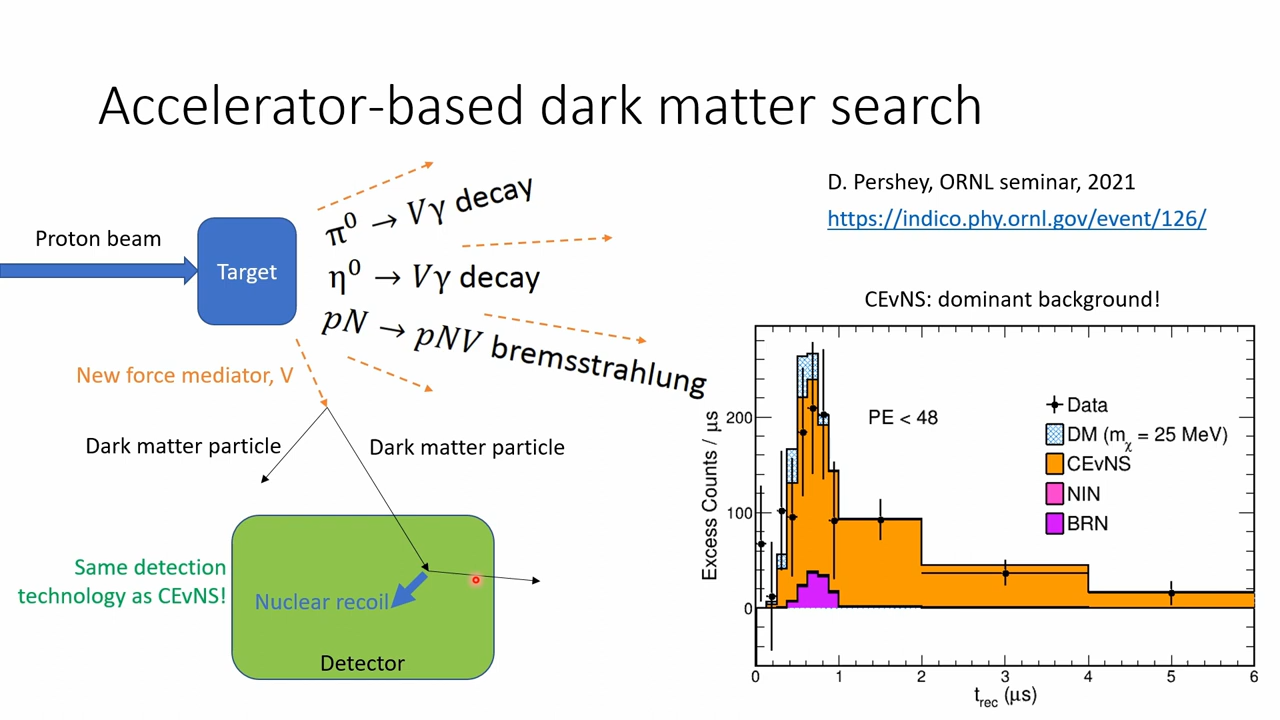 Accelerator-based dark matter search
Proton beam
Target
π⁰ → Vγ decay
η⁰ → Vγ decay
pN → pNV bremsstrahlung
New force mediator, V
Dark matter particle
Dark matter particle
Same detection
technology as CEvNS!
Nuclear recoil
Detector
D. Pershey, ORNL seminar, 2021
https://indico.phy.ornl.gov/event/126/
CEvNS: dominant background!
PE < 48
Data
DM (mχ = 25 MeV)
CEvNS
NIN
BRN
Excess Counts / μs
200
100
0
0 1 2 3 4 5 6
trec (μs)